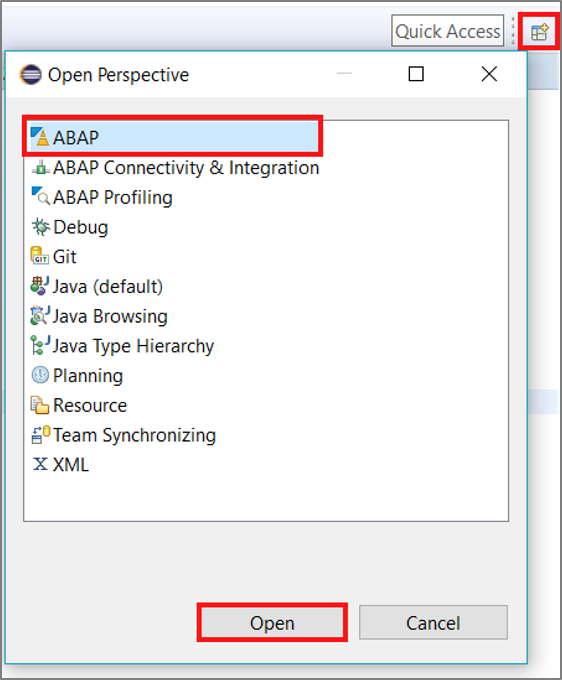 Quick Access
Open Perspective
ABAP
ABAP Connectivity & Integration
ABAP Profiling
Debug
Git
Java (default)
Java Browsing
Java Type Hierarchy
Planning
Resource
Team Synchronizing
XML
Open
Cancel